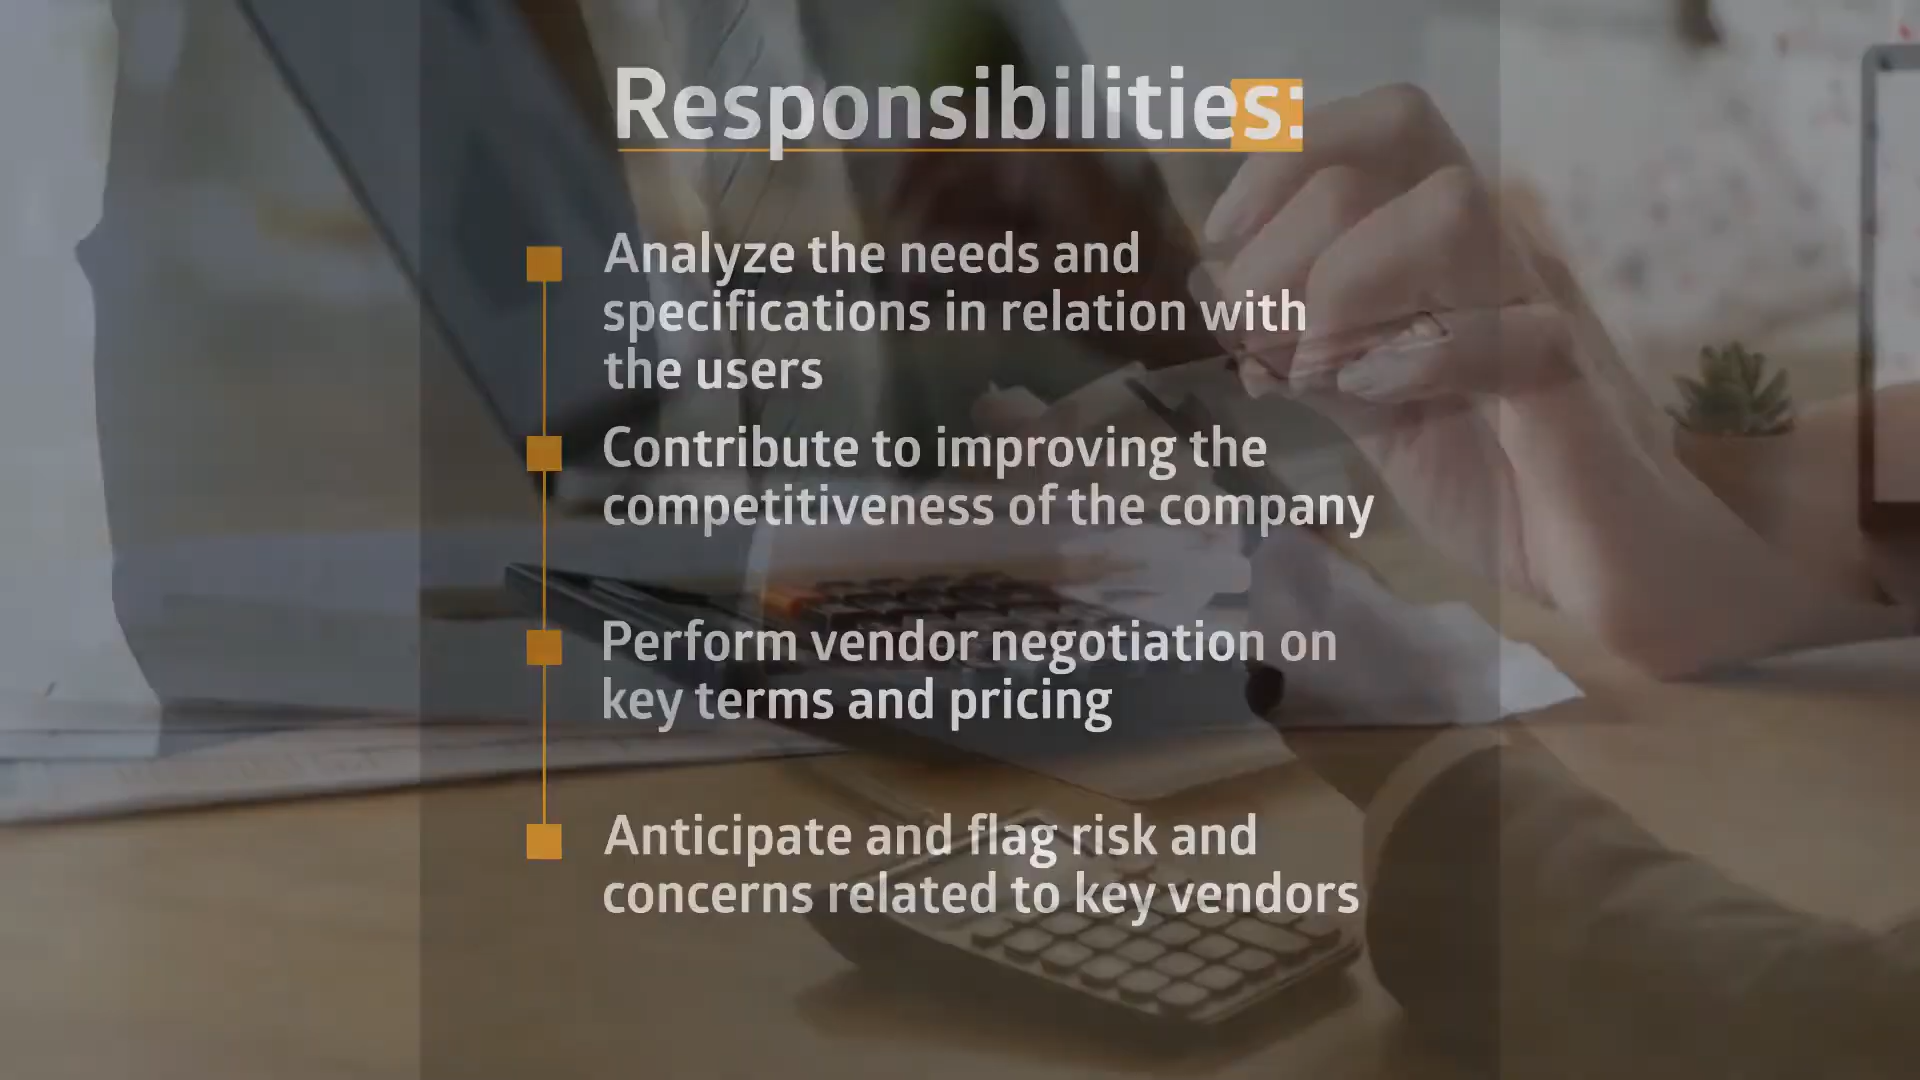 Responsibilities:
Analyze the needs and
specifications in relation with
the users
Contribute to improving the
competitiveness of the company
Perform vendor negotiation on
key terms and pricing
Anticipate and flag risk and
concerns related to key vendors